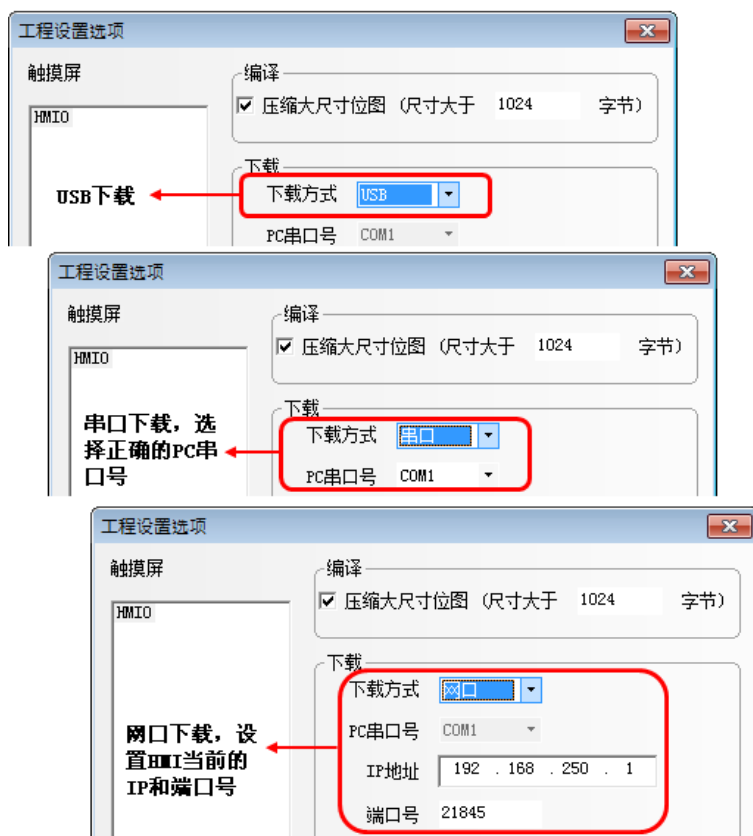 工程设置选项
触摸屏
HMI0
USB下载
编译
压缩大尺寸位图（尺寸大于 1024 字节）
下载
下载方式 USB
PC串口号 COM1
工程设置选项
触摸屏
HMI0
串口下载，选
择正确的PC串
口号
编译
压缩大尺寸位图（尺寸大于 1024 字节）
下载
下载方式 串口
PC串口号 COM1
工程设置选项
触摸屏
HMI0
网口下载，设
置HMI当前的
IP和端口号
编译
压缩大尺寸位图（尺寸大于 1024 字节）
下载
下载方式 网口
PC串口号 COM1
IP地址 192 . 168 . 250 . 1
端口号 21845